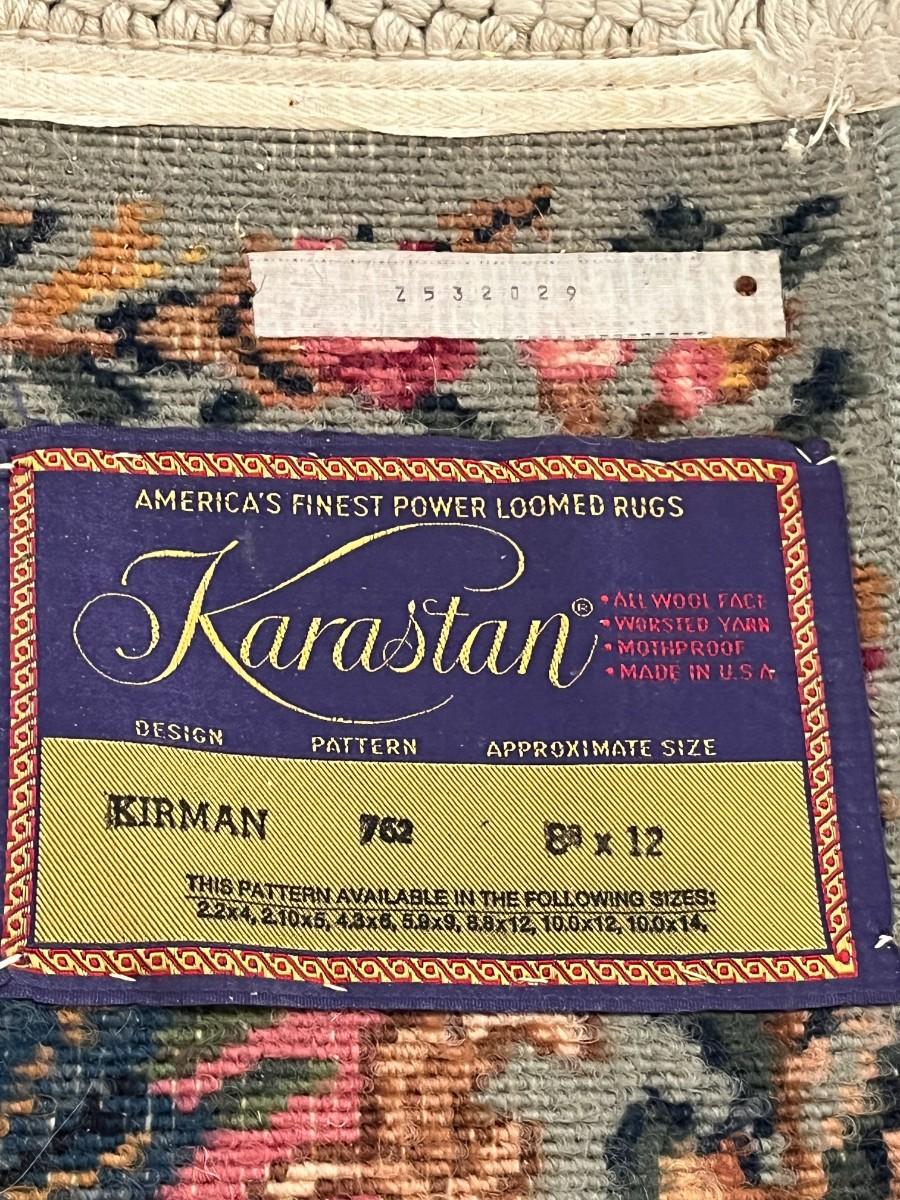 Z532029
AMERICA'S FINEST POWER LOOMED RUGS
Karastan®
• ALL WOOL FACE
• WORSTED YARN
• MOTHPROOF
• MADE IN U.S.A
DESIGN PATTERN APPROXIMATE SIZE
KIRMAN 762 8⁸ x 12
THIS PATTERN AVAILABLE IN THE FOLLOWING SIZES:
2.2x4, 2.10x5, 4.3x6, 5.9x9, 8.8x12, 10.0x12, 10.0x14.